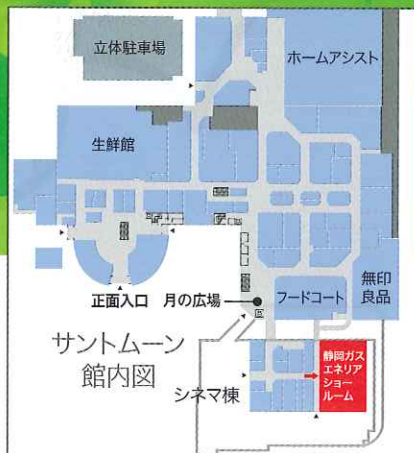 立体駐車場
ホームアシスト
生鮮館
正面入口
月の広場
フードコート
無印
良品
サントムーン
館内図
シネマ棟
静岡ガス
エネリア
ショー
ルーム